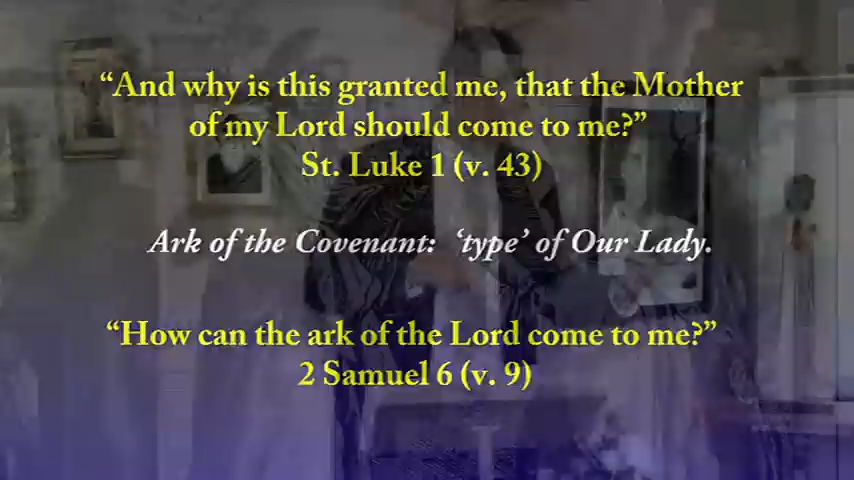 “And why is this granted me, that the Mother
of my Lord should come to me?”
St. Luke 1 (v. 43)
Ark of the Covenant: ‘type’ of Our Lady.
“How can the ark of the Lord come to me?”
2 Samuel 6 (v. 9)